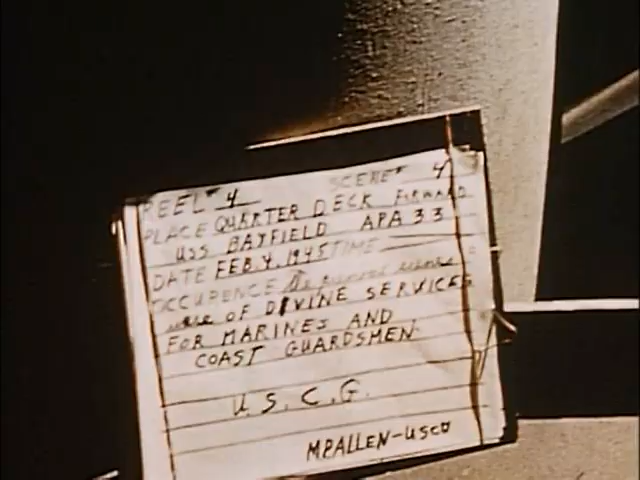 REEL # 4 SCENE # 4
PLACE QUARTER DECK FORWARD
USS BAYFIELD APA 33
DATE FEB. 4, 1945 TIME
OCCURENCE
OF DIVINE SERVICES
FOR MARINES AND
COAST GUARDSMEN
U.S.C.G.
M.P.ALLEN-USCG